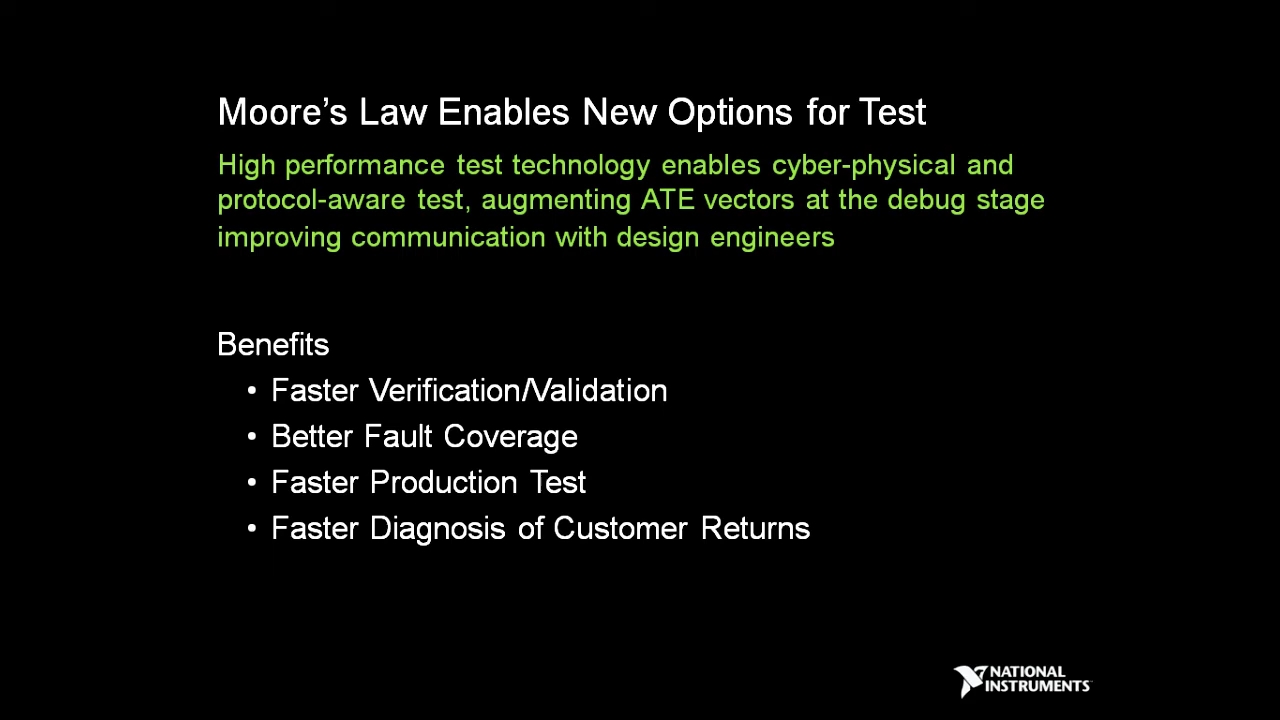 Moore’s Law Enables New Options for Test
High performance test technology enables cyber-physical and
protocol-aware test, augmenting ATE vectors at the debug stage
improving communication with design engineers
Benefits
• Faster Verification/Validation
• Better Fault Coverage
• Faster Production Test
• Faster Diagnosis of Customer Returns
NATIONAL
INSTRUMENTS